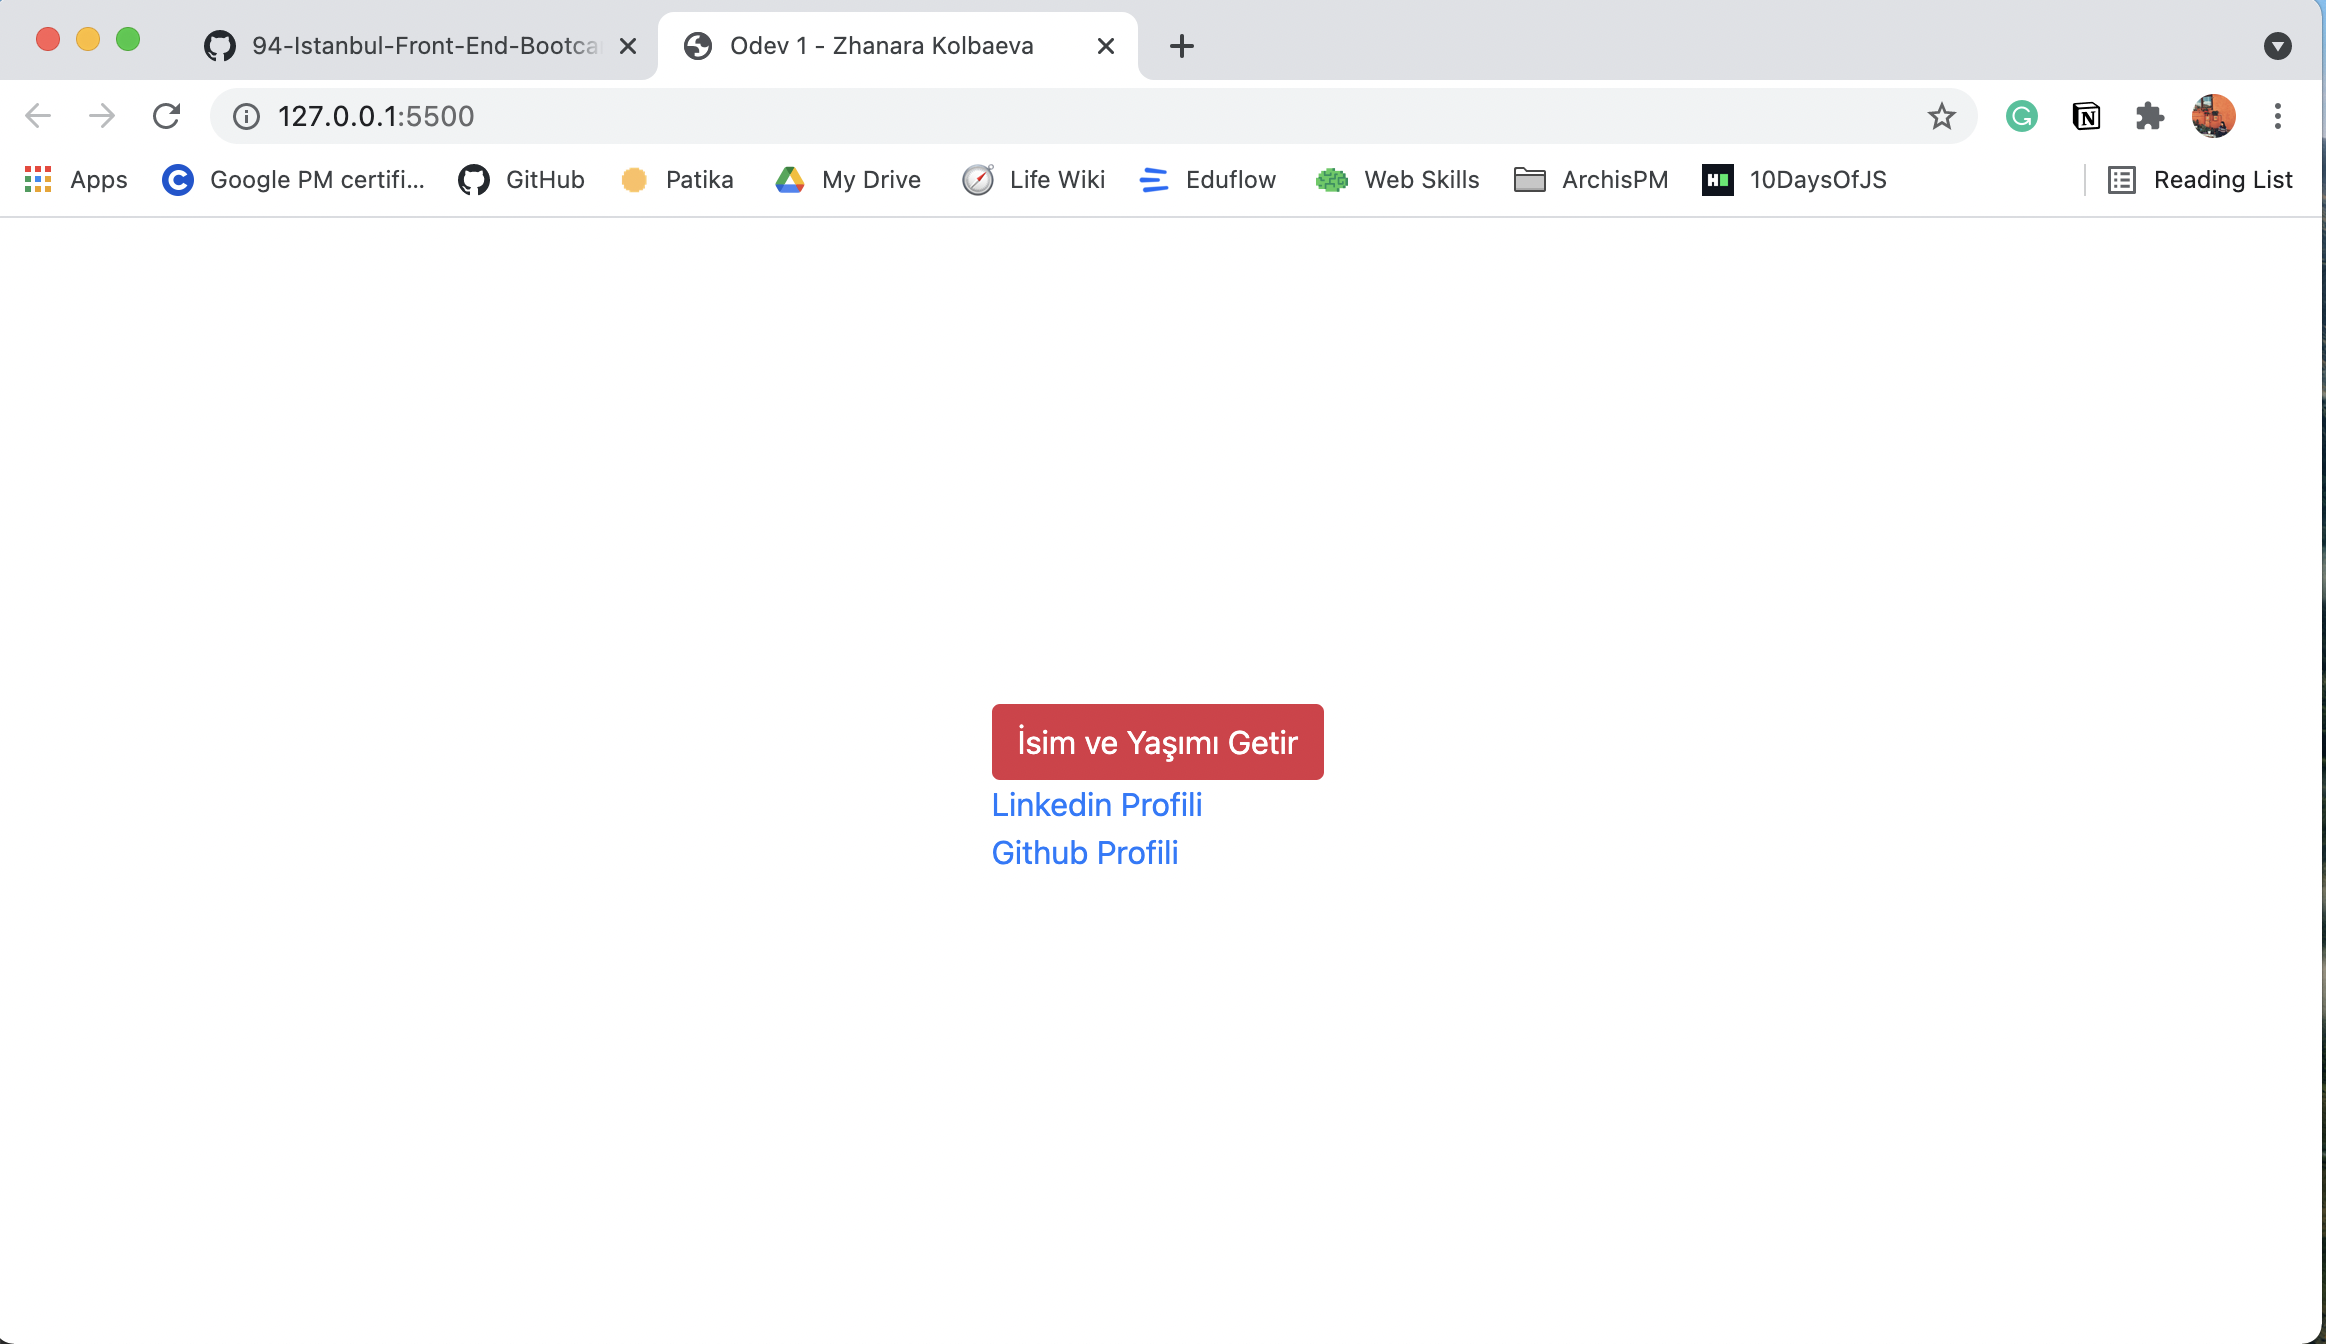 94-Istanbul-Front-End-Bootca
Odev 1 - Zhanara Kolbaeva
127.0.0.1:5500
Apps
Google PM certifi...
GitHub
Patika
My Drive
Life Wiki
Eduflow
Web Skills
ArchisPM
10DaysOfJS
Reading List
İsim ve Yaşımı Getir
Linkedin Profili
Github Profili